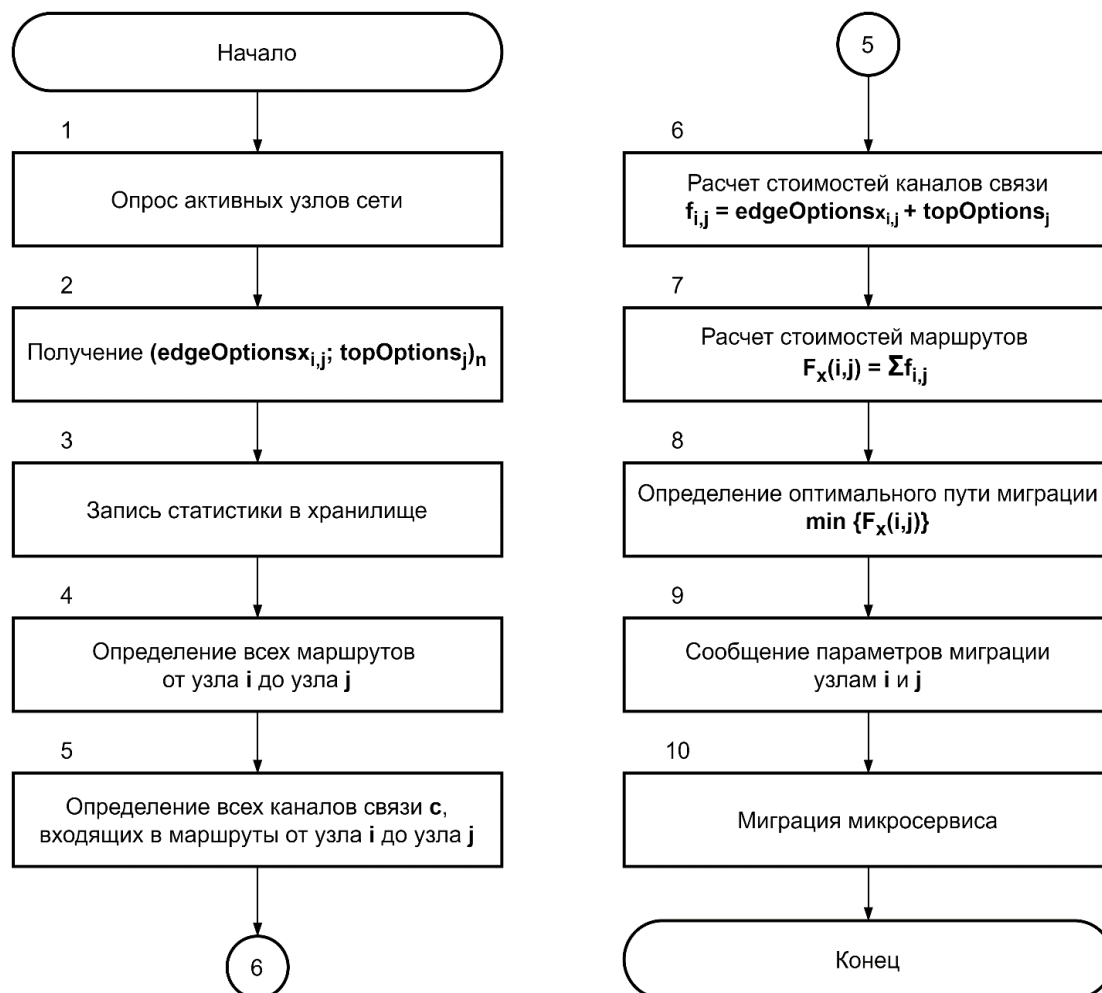 Начало
1
Опрос активных узлов сети
2
Получение (edgeOptionsx_{i,j}; topOptions_j)_n
3
Запись статистики в хранилище
4
Определение всех маршрутов
от узла i до узла j
5
Определение всех каналов связи c,
входящих в маршруты от узла i до узла j
6
5
6
Расчет стоимостей каналов связи
f_{i,j} = edgeOptionsx_{i,j} + topOptions_j
7
Расчет стоимостей маршрутов
F_x(i,j) = Σf_{i,j}
8
Определение оптимального пути миграции
min {F_x(i,j)}
9
Сообщение параметров миграции
узлам i и j
10
Миграция микросервиса
Конец